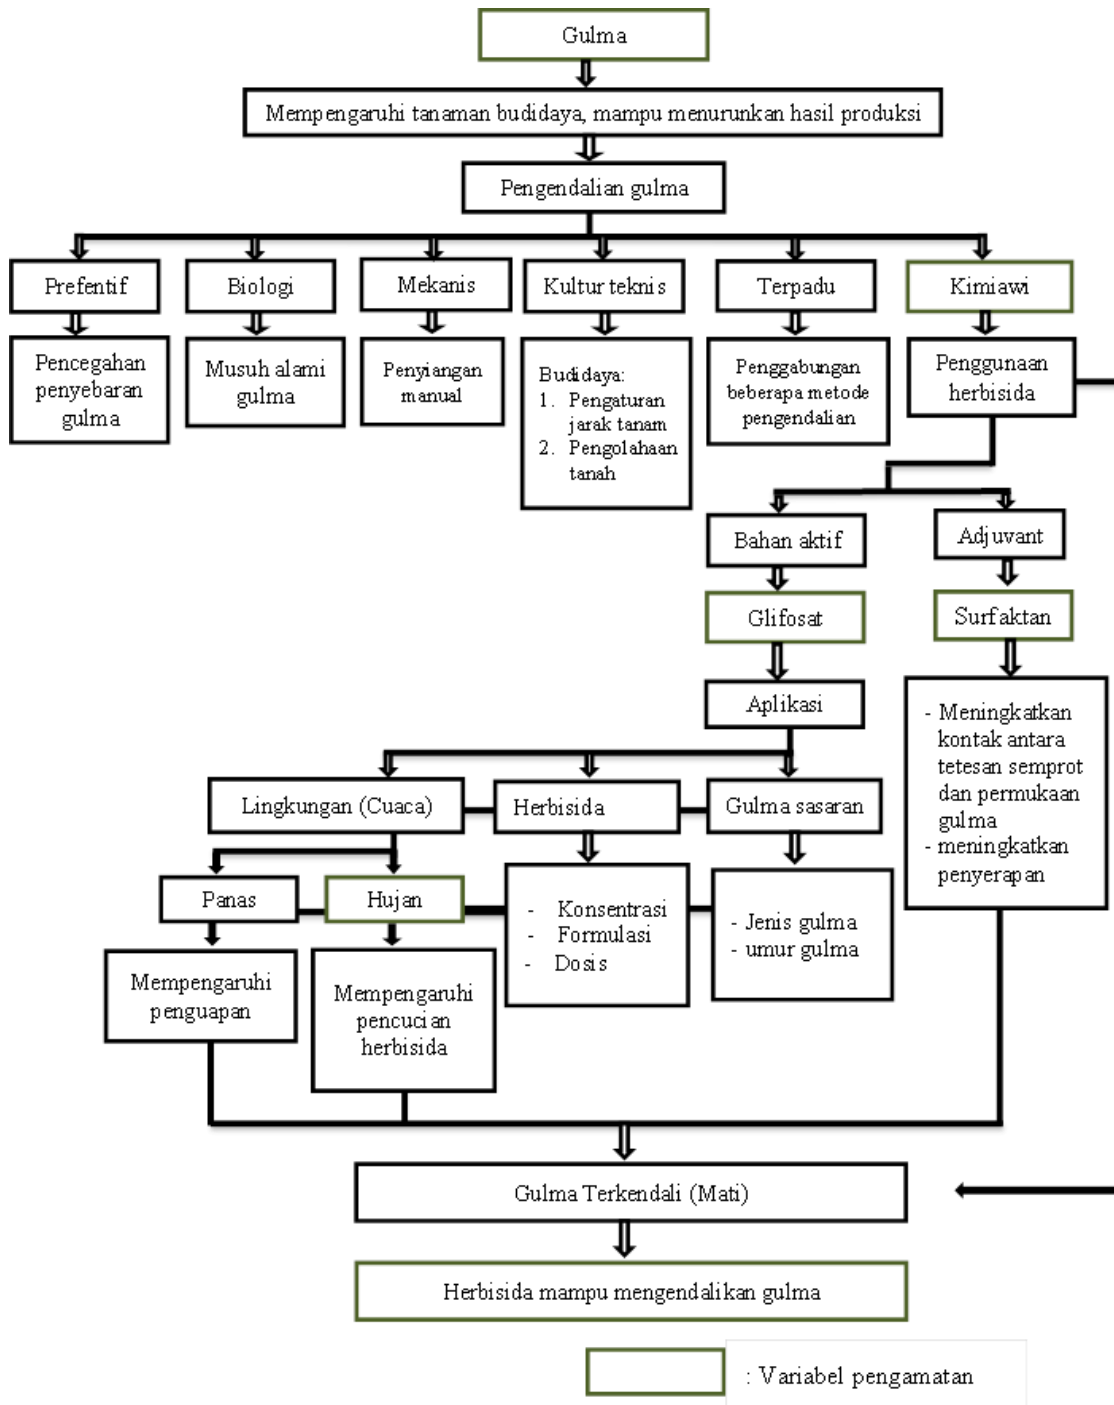 Gulma
Mempengaruhi tanaman budidaya, mampu menurunkan hasil produksi
Pengendalian gulma
Prefentif
Biologi
Mekanis
Kultur teknis
Terpadu
Kimiawi
Pencegahan
penyebaran
gulma
Musuh alami
gulma
Penyiangan
manual
Budidaya:
1. Pengaturan
jarak tanam
2. Pengolahaan
tanah
Penggabungan
beberapa metode
pengendalian
Penggunaan
herbisida
Bahan aktif
Adjuvant
Glifosat
Surfaktan
Aplikasi
- Meningkatkan
kontak antara
tetesan semprot
dan permukaan
gulma
- meningkatkan
penyerapan
Lingkungan (Cuaca)
Herbisida
Gulma sasaran
Panas
Hujan
- Konsentrasi
- Formulasi
- Dosis
- Jenis gulma
- umur gulma
Mempengaruhi
penguapan
Mempengaruhi
pencucian
herbisida
Gulma Terkendali (Mati)
Herbisida mampu mengendalikan gulma
: Variabel pengamatan